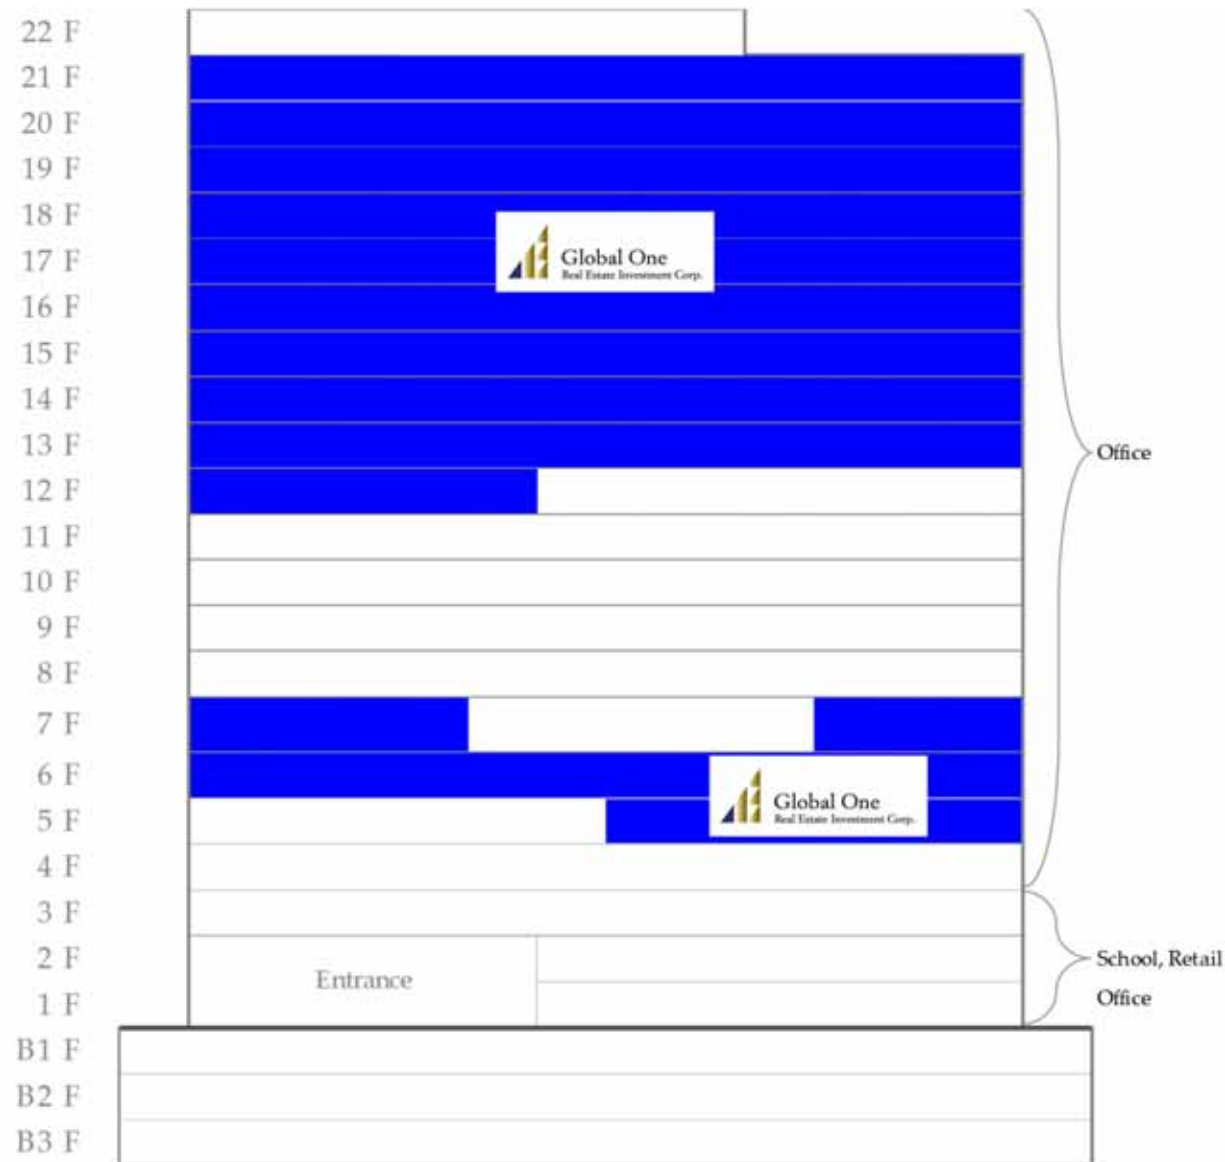 22 F
21 F
20 F
19 F
18 F
17 F
Global One
Real Estate Investment Corp.
16 F
15 F
14 F
13 F
Office
12 F
11 F
10 F
9 F
8 F
7 F
6 F
Global One
Real Estate Investment Corp.
5 F
4 F
3 F
2 F
School, Retail
Entrance
1 F
Office
B1 F
B2 F
B3 F